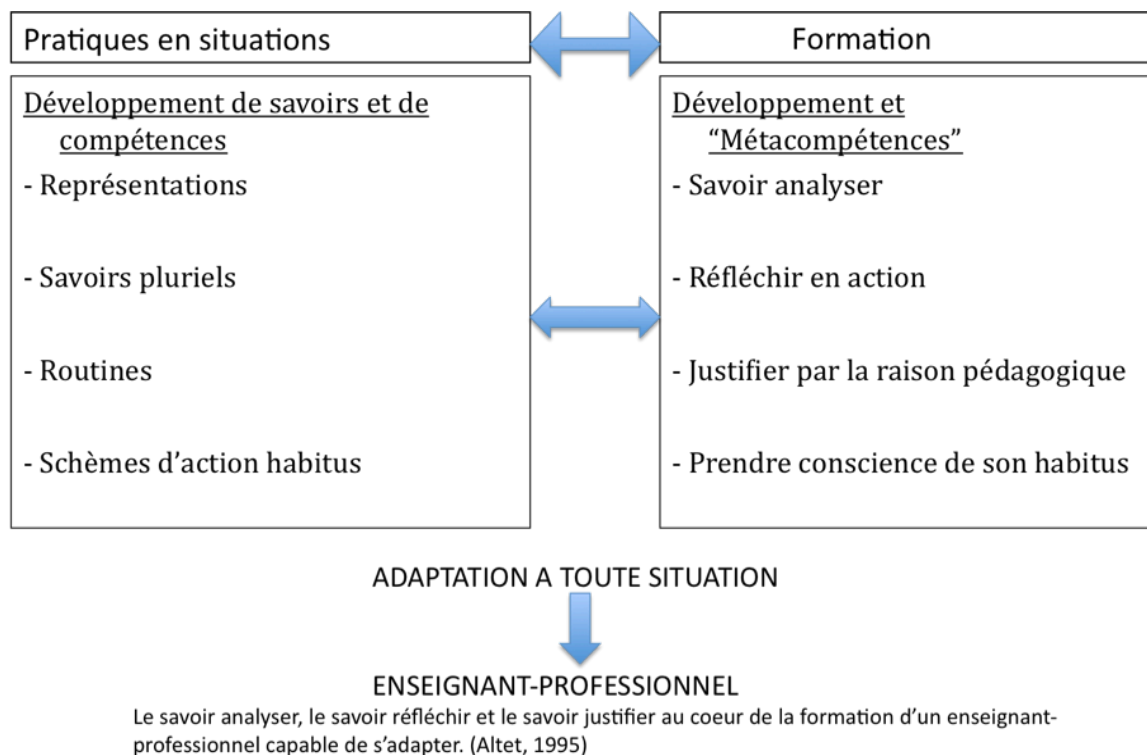 Pratiques en situations
Formation
Développement de savoirs et de
compétences
- Représentations
- Savoirs pluriels
- Routines
- Schèmes d’action habitus
Développement et
“Métacompétences”
- Savoir analyser
- Réfléchir en action
- Justifier par la raison pédagogique
- Prendre conscience de son habitus
ADAPTATION A TOUTE SITUATION
ENSEIGNANT-PROFESSIONNEL
Le savoir analyser, le savoir réfléchir et le savoir justifier au coeur de la formation d’un enseignant-
professionnel capable de s’adapter. (Altet, 1995)